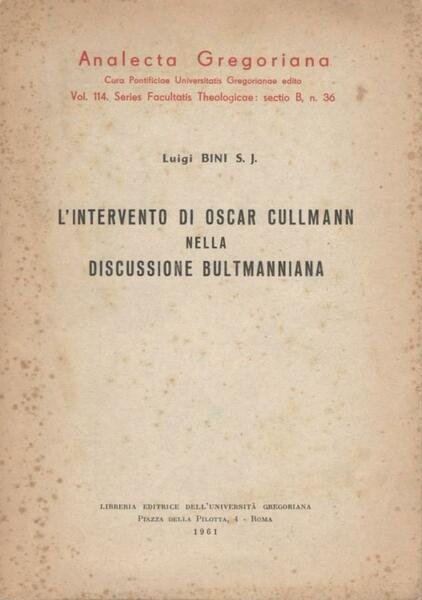 Analecta Gregoriana
Cura Pontificiae Universitatis Gregorianae edito
Vol. 114. Series Facultatis Theologicae: sectio B, n. 36
Luigi BINI S. J.
L'INTERVENTO DI OSCAR CULLMANN
NELLA
DISCUSSIONE BULTMANNIANA
LIBRERIA EDITRICE DELL'UNIVERSITÀ GREGORIANA
PIAZZA DELLA PILOTTA, 4 - ROMA
1961